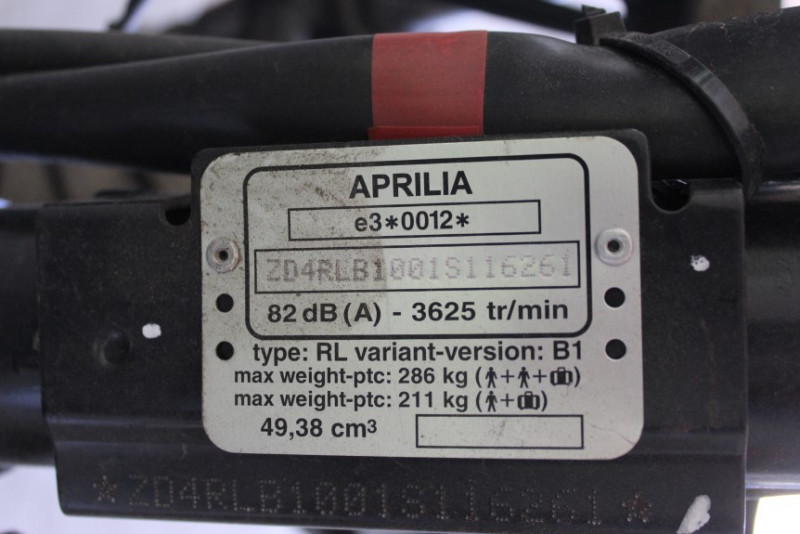 APRILIA
e3*0012*
ZD4RLB1001S116261
82 dB (A) - 3625 tr/min
type: RL variant-version: B1
max weight-ptc: 286 kg (++)
max weight-ptc: 211 kg (+)
49,38 cm³
*ZD4RLB1001S116261*